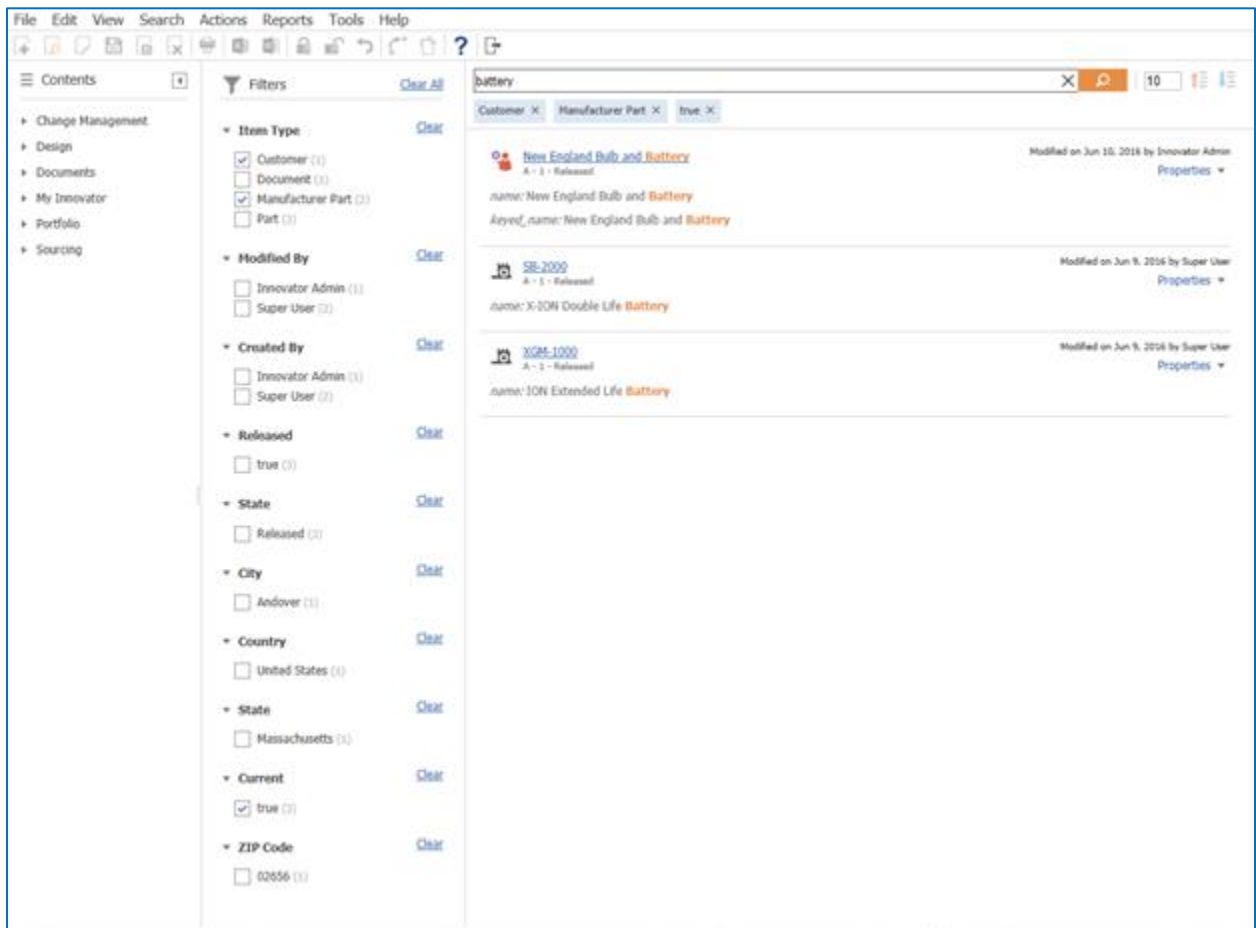 File Edit View Search Actions Reports Tools Help
?
Contents
Change Management
Design
Documents
My Innovator
Portfolio
Sourcing
Filters Clear All
Item Type Clear
Customer (1)
Document
Manufacturer Part (2)
Part
Modified By Clear
Innovator Admin (1)
Super User (2)
Created By Clear
Innovator Admin (1)
Super User (2)
Released Clear
true (3)
State Clear
Released (3)
City Clear
Andover (1)
Country Clear
United States (1)
State Clear
Massachusetts (1)
Current Clear
true (3)
ZIP Code Clear
02656 (1)
battery 10
Customer × Manufacturer Part × true ×
New England Bulb and Battery Modified on Jun 10, 2016 by Innovator Admin
A - 1 - Released Properties
name: New England Bulb and Battery
keyed_name: New England Bulb and Battery
SB-2000 Modified on Jun 9, 2016 by Super User
A - 1 - Released Properties
name: X-ION Double Life Battery
XGM-1000 Modified on Jun 9, 2016 by Super User
A - 1 - Released Properties
name: ION Extended Life Battery